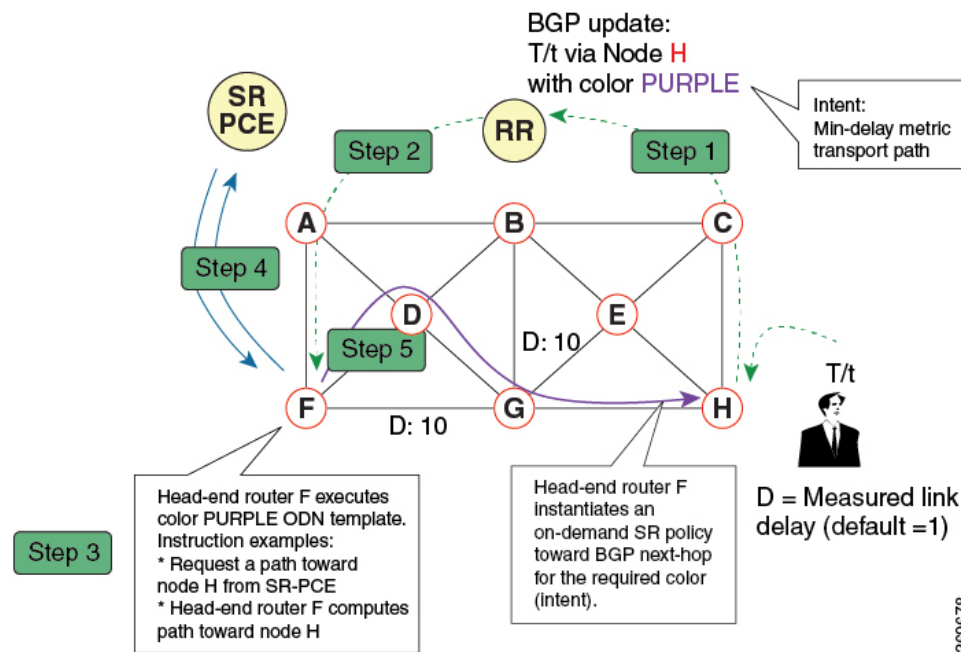 BGP update:
T/t via Node H
with color PURPLE
SR
PCE
RR
Intent:
Min-delay metric
transport path
Step 2
Step 1
A
B
C
Step 4
D
E
Step 5
D: 10
T/t
F
G
H
D: 10
Head-end router F executes
color PURPLE ODN template.
Instruction examples:
* Request a path toward
node H from SR-PCE
* Head-end router F computes
path toward node H
Head-end router F
instantiates an
on-demand SR policy
toward BGP next-hop
for the required color
(intent).
D = Measured link
delay (default =1)
Step 3